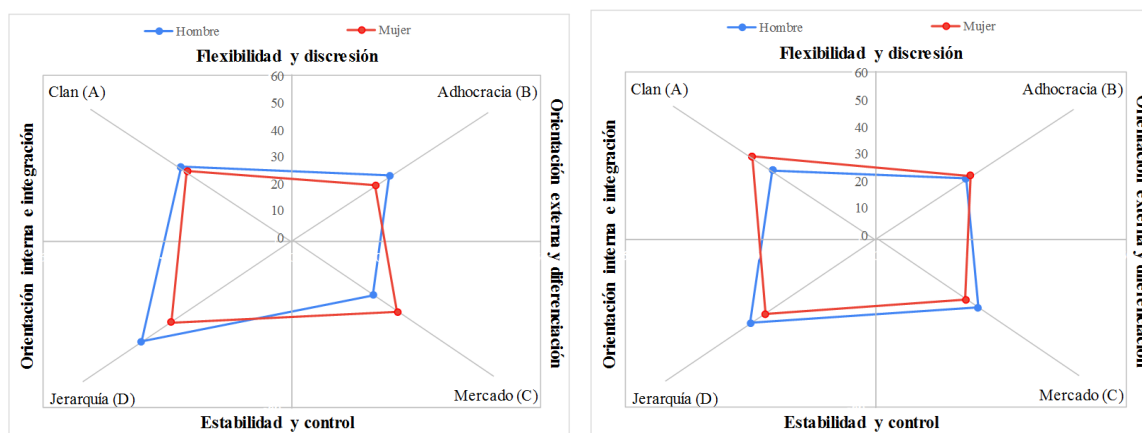 Hombre Mujer
Flexibilidad y discresión
60
50
40
30
20
10
0
Clan (A)
Adhocracia (B)
Orientación interna e integración
Orientación externa y diferenciación
Jerarquía (D)
Mercado (C)
Estabilidad y control
Hombre Mujer
Flexibilidad y discresión
60
50
40
30
20
10
0
Clan (A)
Adhocracia (B)
Orientación interna e integración
Jerarquía (D)
Mercado (C)
Estabilidad y control